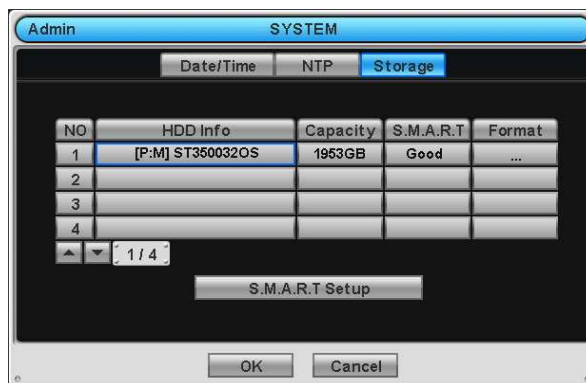 Admin SYSTEM
Date/Time NTP Storage
NO HDD Info Capacity S.M.A.R.T Format
1 [P:M] ST350032OS 1953GB Good ...
2
3
4
1 / 4
S.M.A.R.T Setup
OK Cancel